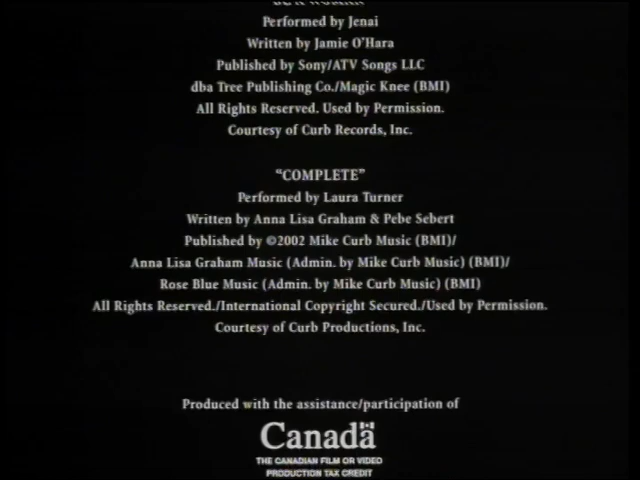 Performed by Jenai
Written by Jamie O'Hara
Published by Sony/ATV Songs LLC
dba Tree Publishing Co./Magic Knee (BMI)
All Rights Reserved. Used by Permission.
Courtesy of Curb Records, Inc.
"COMPLETE"
Performed by Laura Turner
Written by Anna Lisa Graham & Pebe Sebert
Published by ©2002 Mike Curb Music (BMI)/
Anna Lisa Graham Music (Admin. by Mike Curb Music) (BMI)/
Rose Blue Music (Admin. by Mike Curb Music) (BMI)
All Rights Reserved./International Copyright Secured./Used by Permission.
Courtesy of Curb Productions, Inc.
Produced with the assistance/participation of
Canada
THE CANADIAN FILM OR VIDEO
PRODUCTION TAX CREDIT